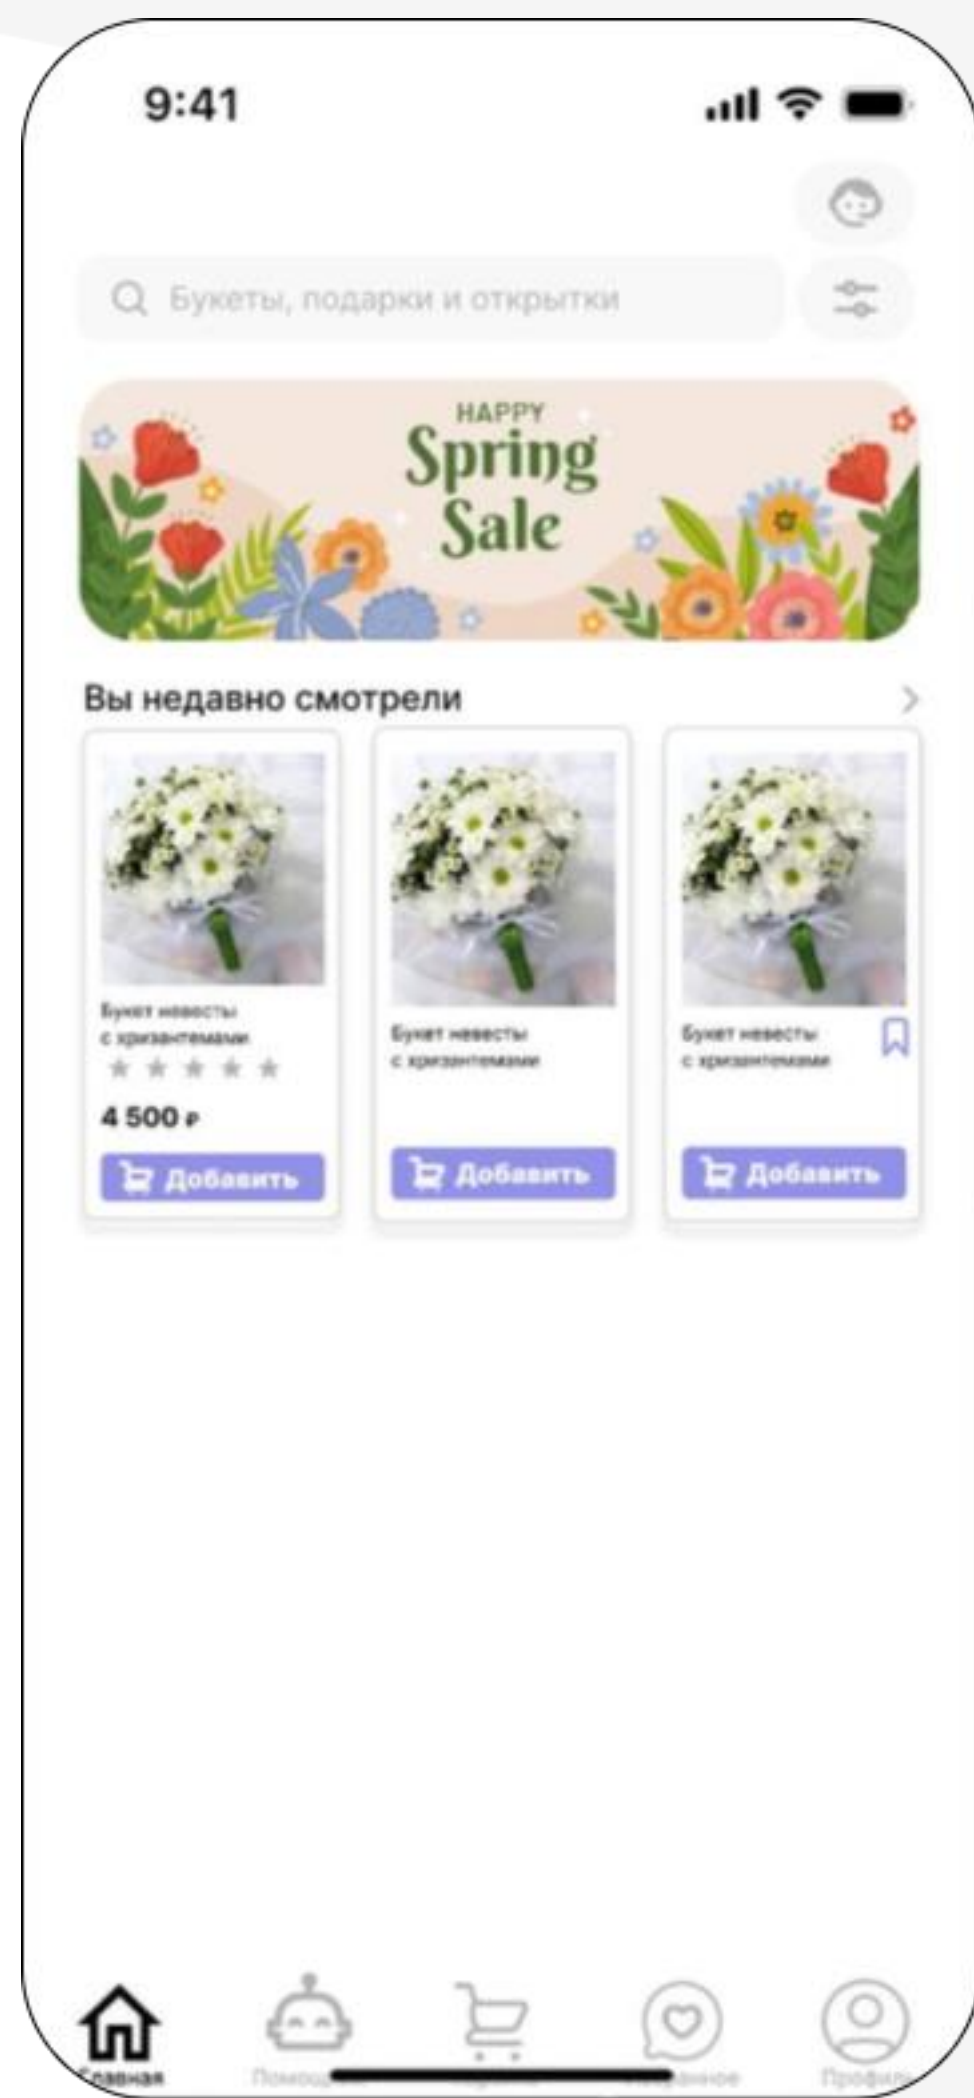 9:41
Букеты, подарки и открытки
HAPPY
Spring
Sale
Вы недавно смотрели
Букет невесты
с хризантемами
4 500 ₽
Добавить
Букет невесты
с хризантемами
Добавить
Букет невесты
с хризантемами
Добавить
Главная
Профиль